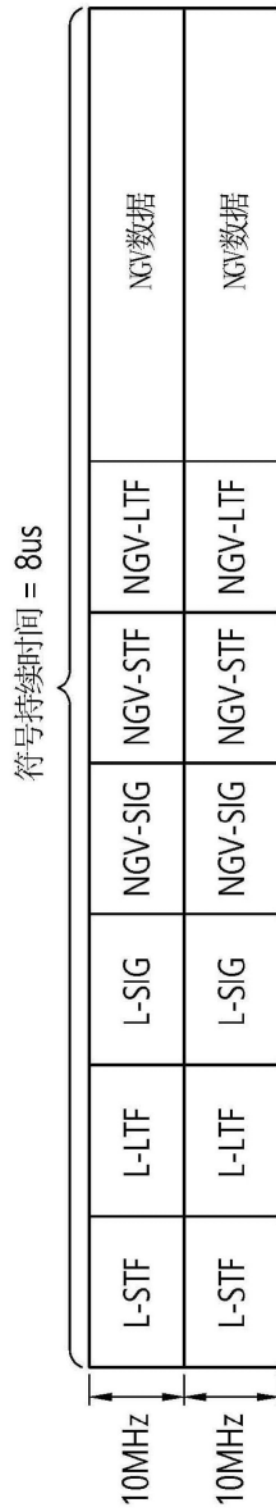 符号持续时间 = 8us
10MHz L-STF L-LTF L-SIG NGV-SIG NGV-STF NGV-LTF NGV数据
10MHz L-STF L-LTF L-SIG NGV-SIG NGV-STF NGV-LTF NGV数据